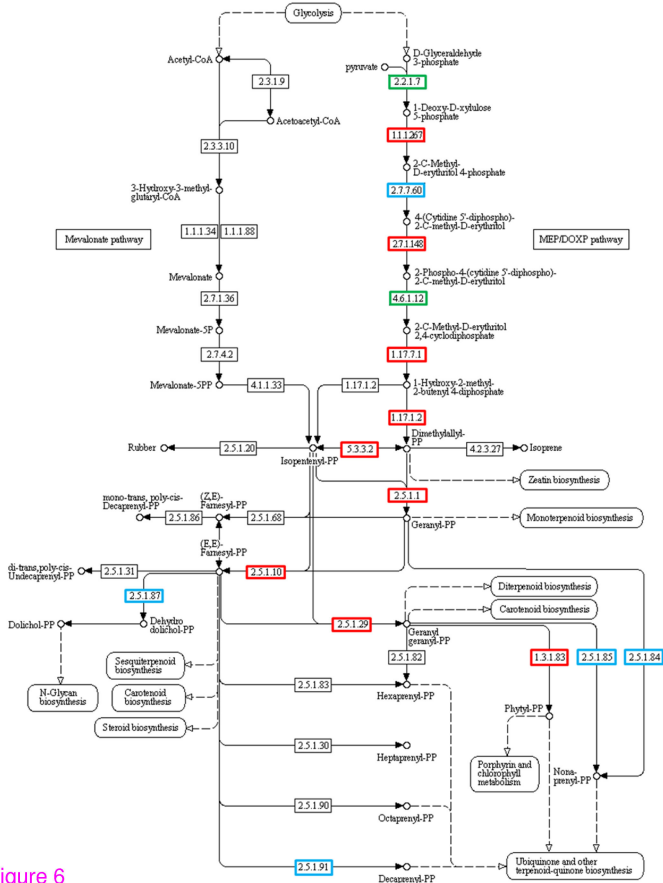 Glycolysis
Acetyl-CoA
D-Glyceraldehyde
3-phosphate
pyruvate
2.3.1.9
2.2.1.7
Acetoacetyl-CoA
1-Deoxy-D-xylulose
5-phosphate
1.1.1.267
2.3.3.10
2-C-Methyl-
D-erythritol 4-phosphate
3-Hydroxy-3-methyl-
glutaryl-CoA
2.7.7.60
4-(Cytidine 5'-diphospho)-
2-C-methyl-D-erythritol
Mevalonate pathway
1.1.1.34
1.1.1.88
2.7.1.148
MEP/DOXP pathway
Mevalonate
2-Phospho-4-(cytidine 5'-diphospho)-
2-C-methyl-D-erythritol
2.7.1.36
4.6.1.12
Mevalonate-5P
2-C-Methyl-D-erythritol
2,4-cyclodiphosphate
2.7.4.2
1.17.7.1
Mevalonate-5PP
4.1.1.33
1.17.1.2
1-Hydroxy-2-methyl-
2-butenyl 4-diphosphate
1.17.1.2
Dimethylallyl-
PP
Rubber
2.5.1.20
5.3.3.2
4.2.3.27
Isoprene
Isopentenyl-PP
Zeatin biosynthesis
mono-trans, poly-cis-
Decaprenyl-PP
(Z,E)-
Farnesyl-PP
2.5.1.1
2.5.1.86
2.5.1.68
Geranyl-PP
Monoterpenoid biosynthesis
(E,E)-
Farnesyl-PP
di-trans,poly-cis-
Undecaprenyl-PP
2.5.1.31
2.5.1.10
2.5.1.87
Diterpenoid biosynthesis
Carotenoid biosynthesis
Dolichol-PP
Dehydro
dolichol-PP
2.5.1.29
Geranyl
geranyl-PP
2.5.1.82
1.3.1.83
2.5.1.85
2.5.1.84
Sesquiterpenoid
biosynthesis
N-Glycan
biosynthesis
Carotenoid
biosynthesis
2.5.1.83
Hexaprenyl-PP
Steroid biosynthesis
Phytyl-PP
2.5.1.30
Heptaprenyl-PP
Porphyrin and
chlorophyll
metabolism
Nona-
prenyl-PP
2.5.1.90
Octaprenyl-PP
2.5.1.91
Decaprenyl-PP
Ubiquinone and other
terpenoid-quinone biosynthesis
igure 6